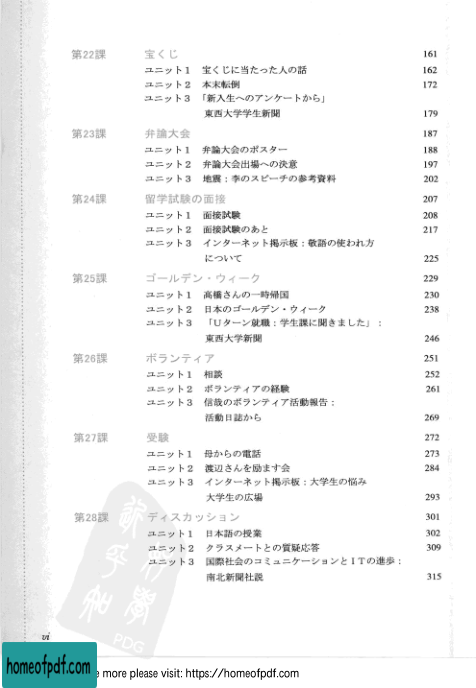 第22課 宝くじ 161
ユニット1 宝くじに当たった人の話 162
ユニット2 本末転倒 172
ユニット3 「新入生へのアンケートから」
東西大学学生新聞 179
第23課 弁論大会 187
ユニット1 弁論大会のポスター 188
ユニット2 弁論大会出場への決意 197
ユニット3 地震：李のスピーチの参考資料 202
第24課 留学試験の面接 207
ユニット1 面接試験 208
ユニット2 面接試験のあと 217
ユニット3 インターネット掲示板：敬語の使われ方
について 225
第25課 ゴールデン・ウィーク 229
ユニット1 高橋さんの一時帰国 230
ユニット2 日本のゴールデン・ウィーク 238
ユニット3 「Uターン就職：学生課に聞きました」：
東西大学新聞 246
第26課 ボランティア 251
ユニット1 相談 252
ユニット2 ボランティアの経験 261
ユニット3 信哉のボランティア活動報告：
活動日誌から 269
第27課 受験 272
ユニット1 母からの電話 273
ユニット2 渡辺さんを励ます会 284
ユニット3 インターネット掲示板：大学生の悩み
大学生の広場 293
第28課 ディスカッション 301
ユニット1 日本語の授業 302
ユニット2 クラスメートとの質疑応答 309
ユニット3 国際社会のコミュニケーションとITの進歩：
南北新聞社説 315
PDG
vi
homeofpdf.com
more please visit: https://homeofpdf.com